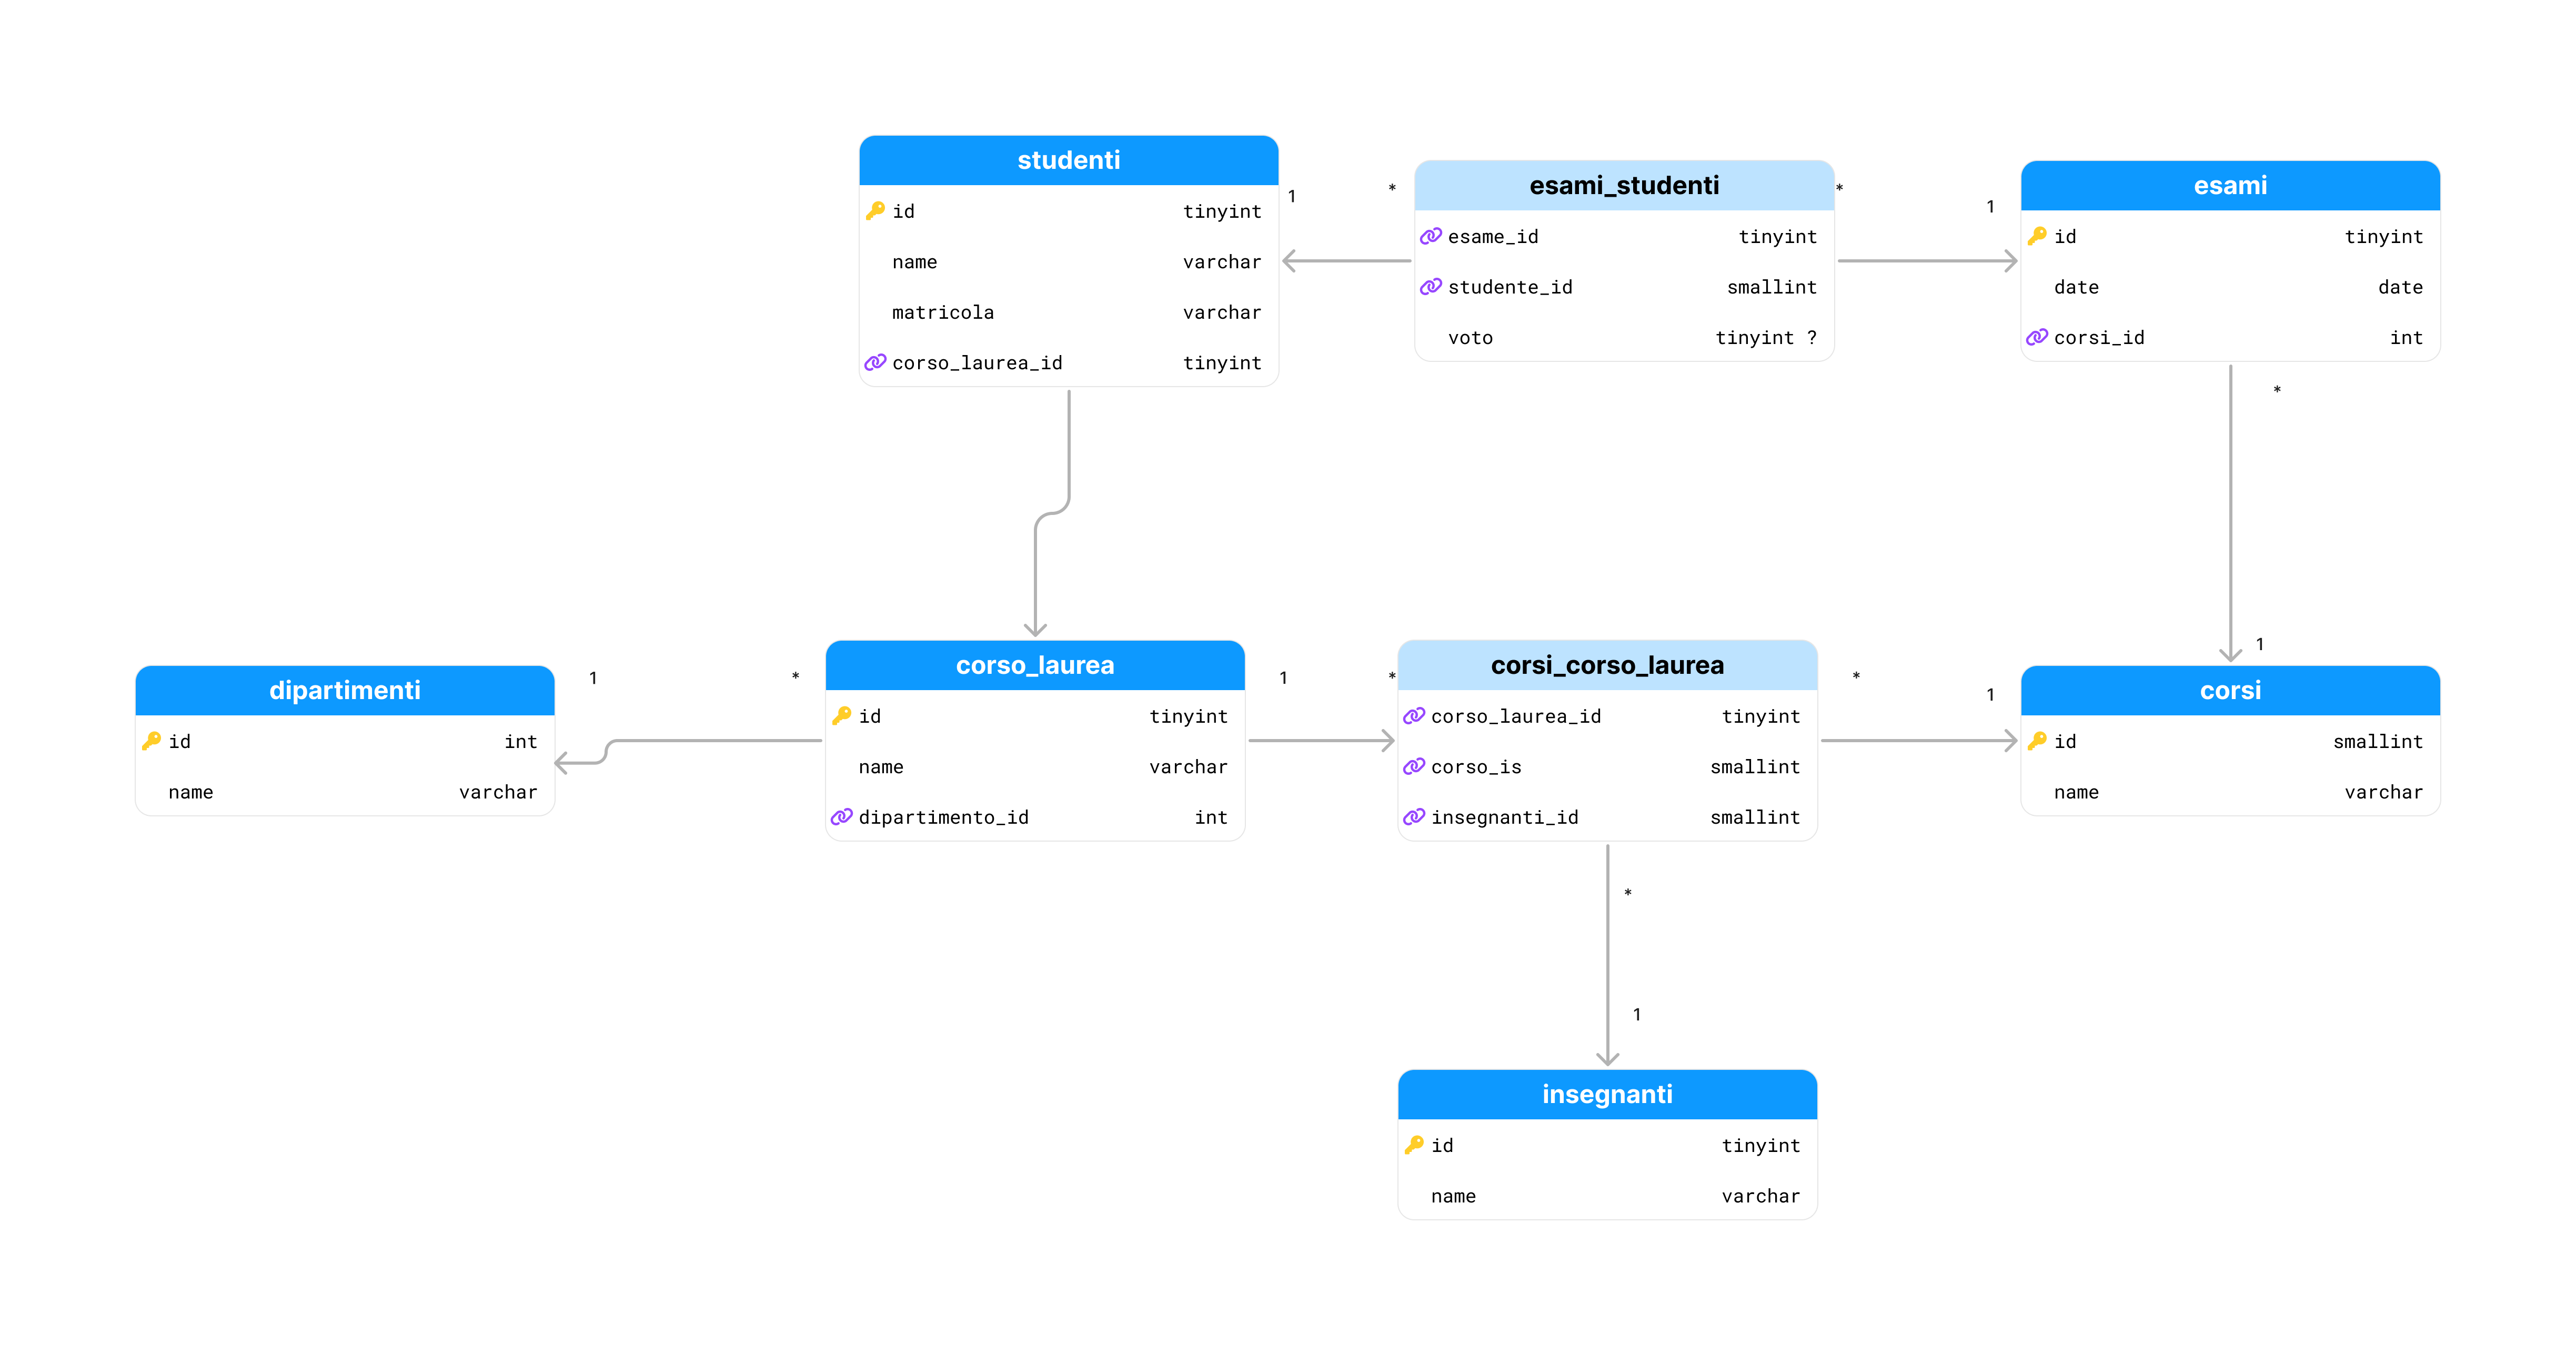 studenti
id tinyint
name varchar
matricola varchar
corso_laurea_id tinyint
1 *
esami_studenti
esame_id tinyint
studente_id smallint
voto tinyint ?
* 1
esami
id tinyint
date date
corsi_id int
*
1
dipartimenti
id int
name varchar
1 *
corso_laurea
id tinyint
name varchar
dipartimento_id int
1 *
corsi_corso_laurea
corso_laurea_id tinyint
corso_is smallint
insegnanti_id smallint
* 1
corsi
id smallint
name varchar
*
1
insegnanti
id tinyint
name varchar